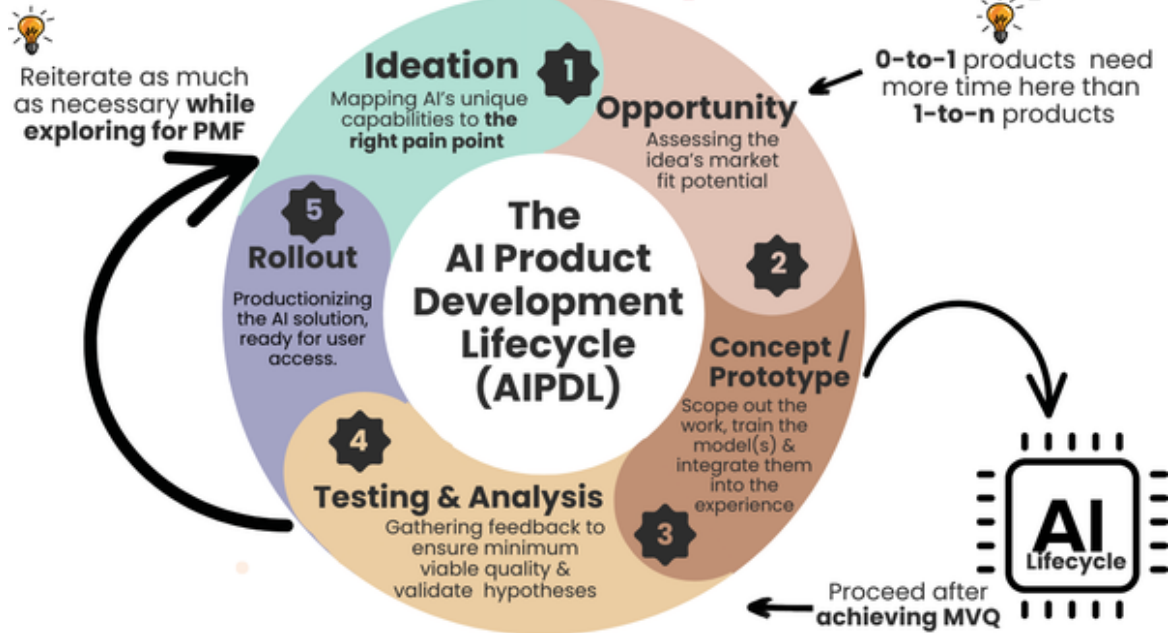 Reiterate as much
as necessary while
exploring for PMF
Ideation
1
Mapping AI's unique
capabilities to the
right pain point
0-to-1 products need
more time here than
1-to-n products
Opportunity
Assessing the
idea's market
fit potential
2
The
AI Product
Development
Lifecycle
(AIPDL)
5
Rollout
Productionizing
the AI solution,
ready for user
access.
Concept /
Prototype
Scope out the
work, train the
model(s) &
integrate them
into the
experience
3
4
Testing & Analysis
Gathering feedback to
ensure minimum
viable quality &
validate hypotheses
AI
Lifecycle
Proceed after
achieving MVQ